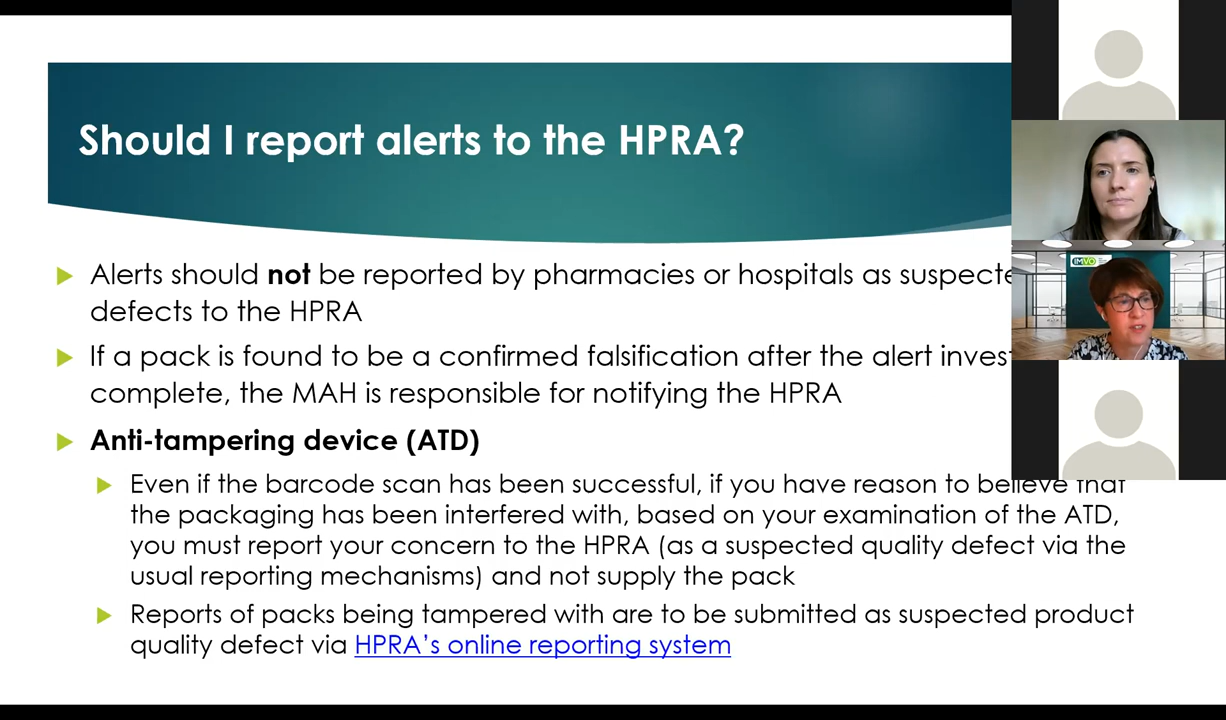 Should I report alerts to the HPRA?
IMVO
Alerts should not be reported by pharmacies or hospitals as
defects to the HPRA
If a pack is found to be a confirmed falsification after the alert
complete, the MAH is responsible for notifying the HPRA
Anti-tampering device (ATD)
Even if the barcode scan has been successful, if you have reason to believe that
the packaging has been interfered with, based on your examination of the ATD,
you must report your concern to the HPRA (as a suspected quality defect via the
usual reporting mechanisms) and not supply the pack
Reports of packs being tampered with are to be submitted as suspected product
quality defect via HPRA’s online reporting system